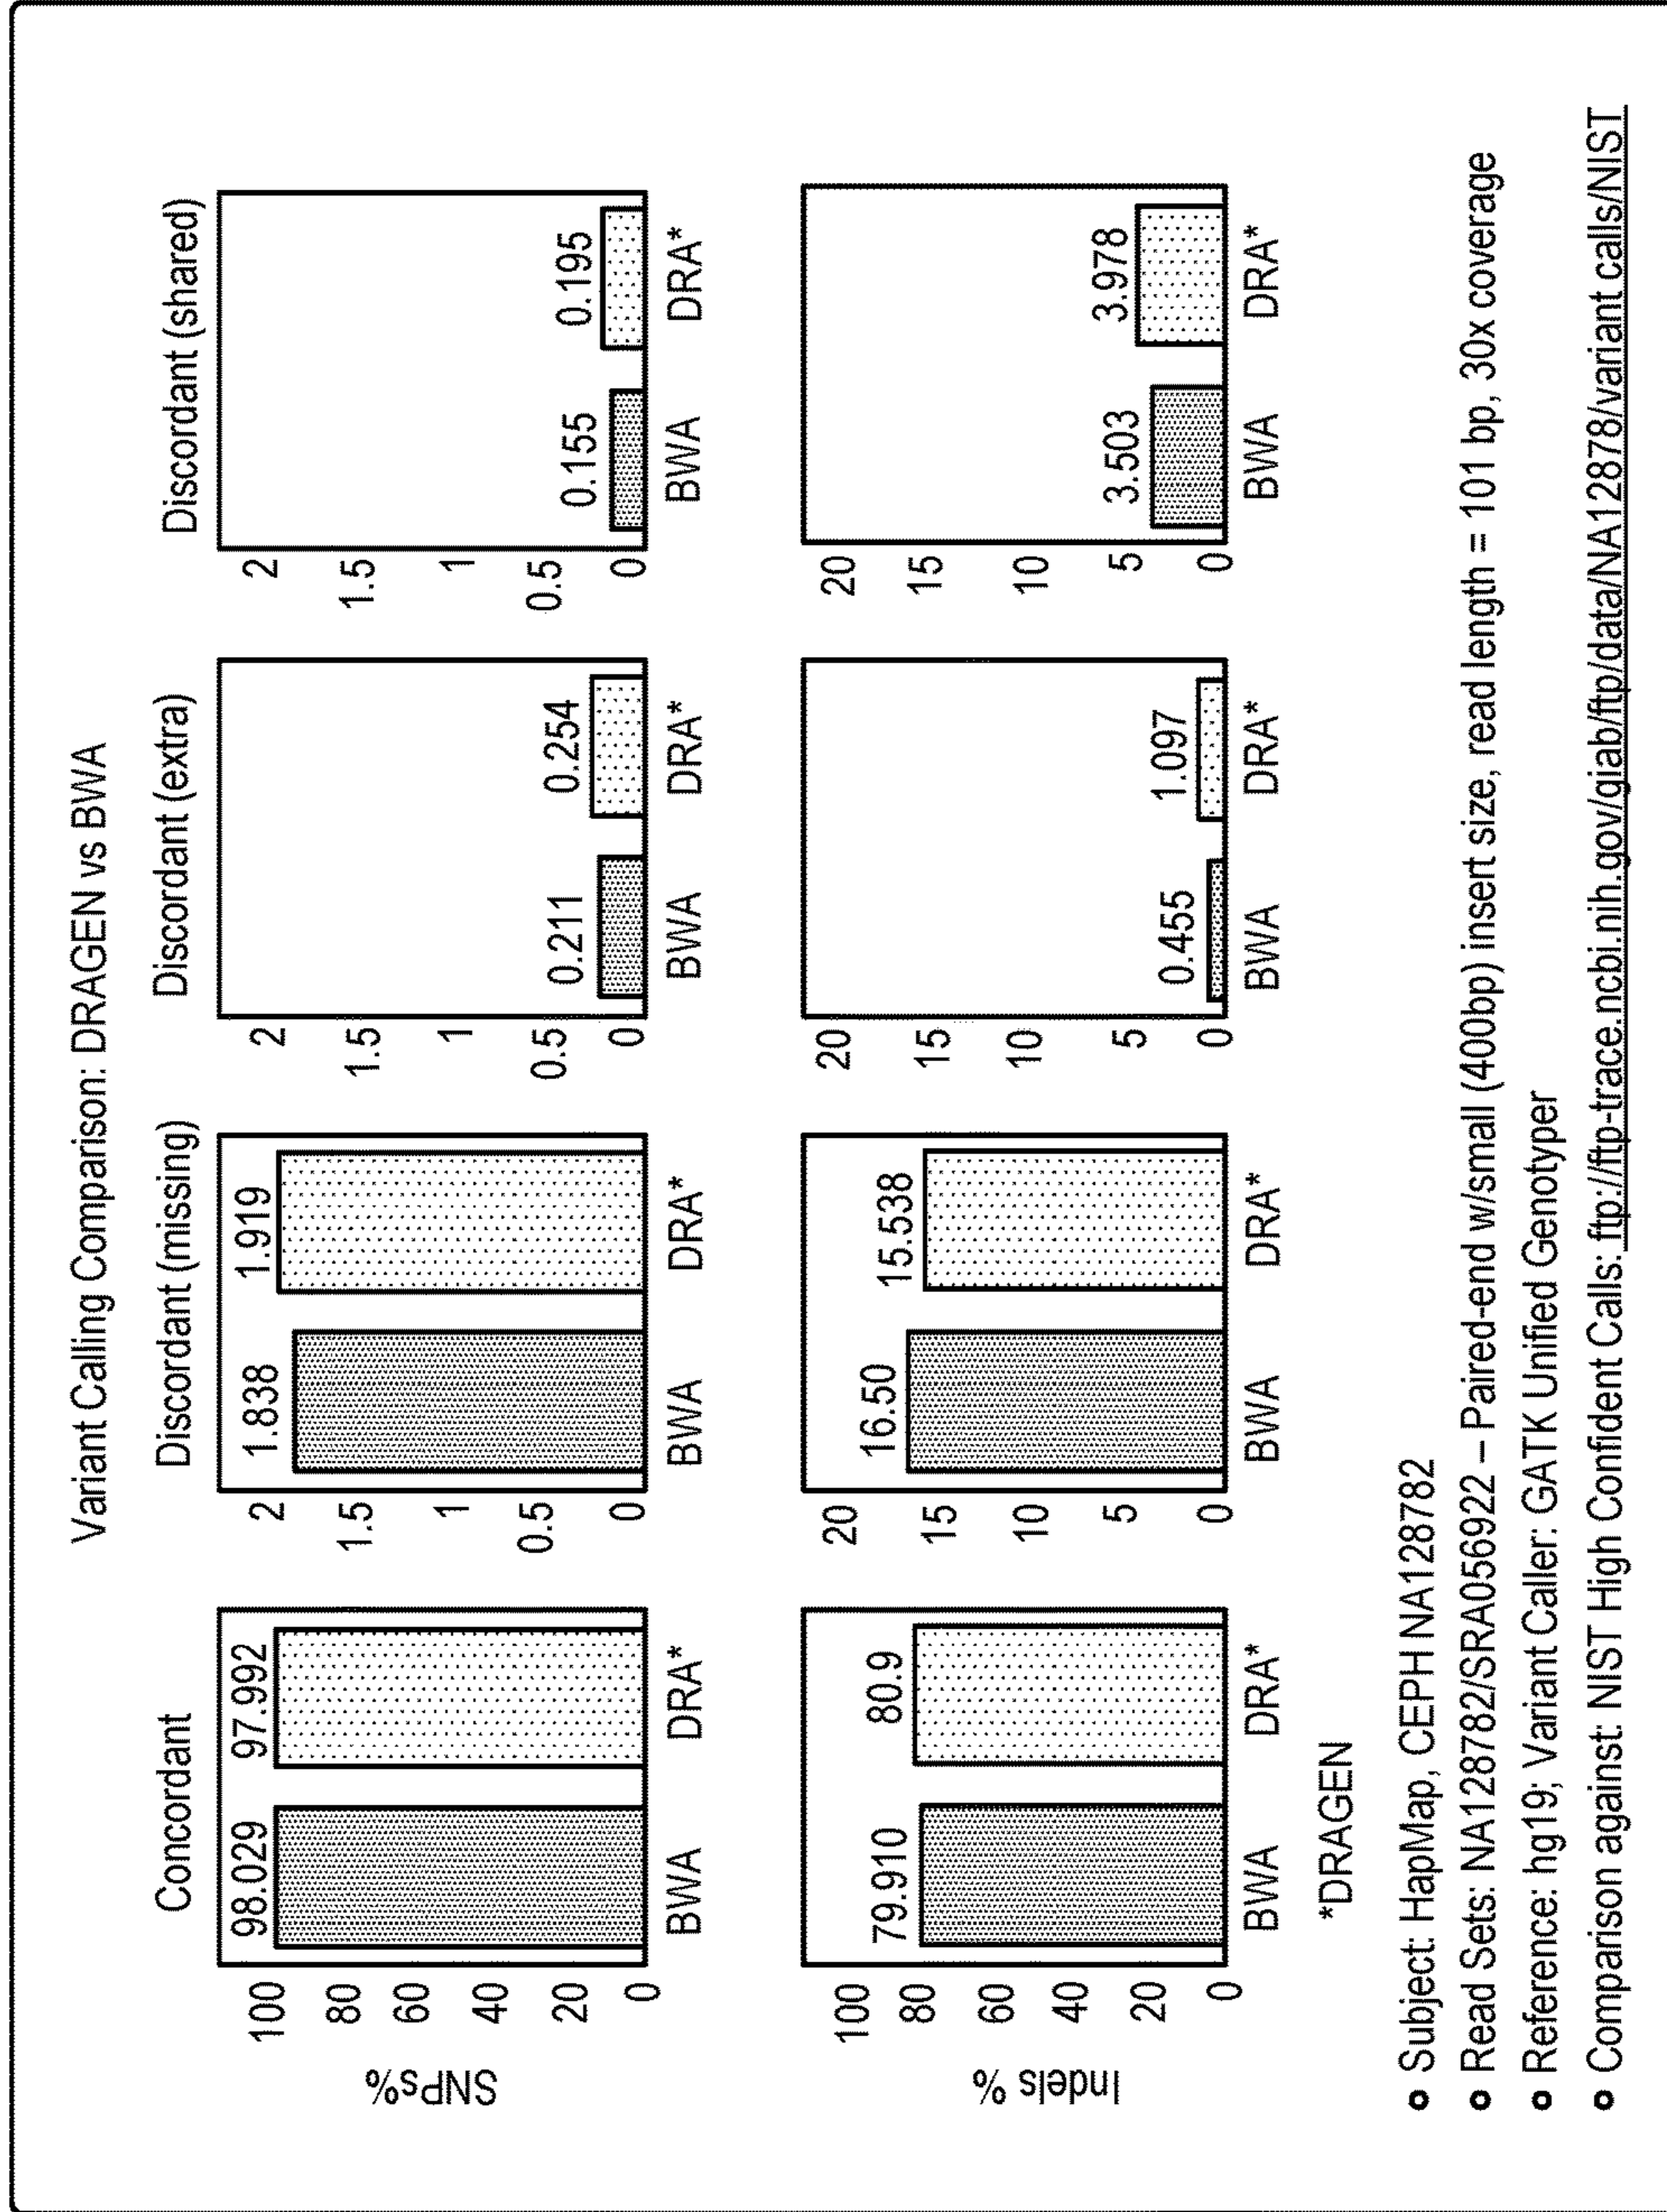 Variant Calling Comparison: DRAGEN vs BWA
Concordant
Discordant (missing)
Discordant (extra)
Discordant (shared)
SNPs%
100
80
60
40
20
0
98.029
97.992
BWA
DRA*
2
1.5
1
0.5
0
1.838
1.919
BWA
DRA*
2
1.5
1
0.5
0
0.211
0.254
BWA
DRA*
2
1.5
1
0.5
0
0.155
0.195
BWA
DRA*
Indels %
100
80
60
40
20
0
79.910
80.9
BWA
DRA*
20
15
10
5
0
16.50
15.538
BWA
DRA*
20
15
10
5
0
0.455
1.097
BWA
DRA*
20
15
10
5
0
3.503
3.978
BWA
DRA*
*DRAGEN
• Subject: HapMap, CEPH NA128782
• Read Sets: NA128782/SRA056922 – Paired-end w/small (400bp) insert size, read length = 101 bp, 30x coverage
• Reference: hg19; Variant Caller: GATK Unified Genotyper
• Comparison against: NIST High Confident Calls: ftp://ftp-trace.ncbi.nih.gov/giab/ftp/data/NA12878/variant calls/NIST